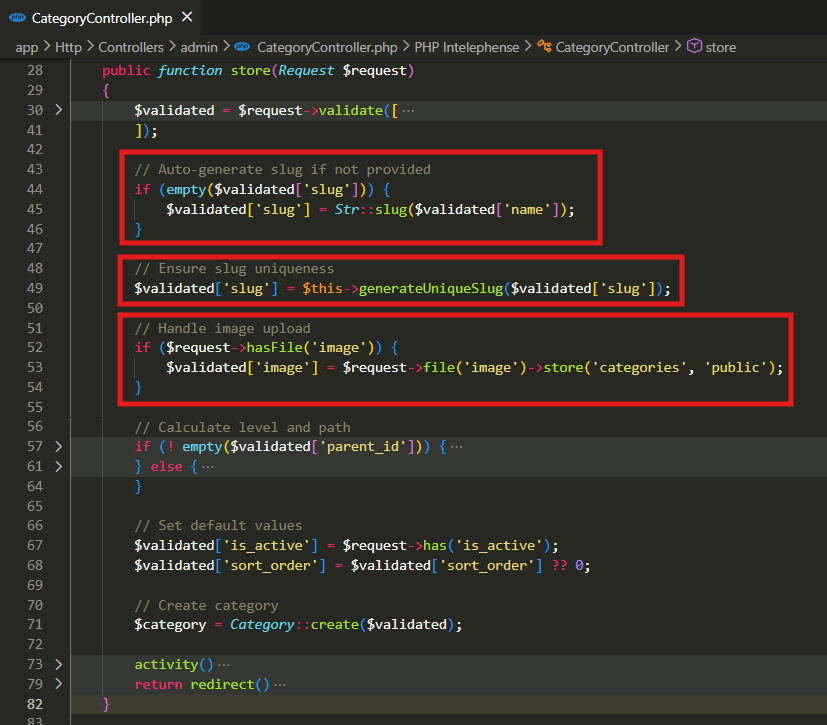 CategoryController.php
app > Http > Controllers > admin > CategoryController.php > PHP Intelephense > CategoryController > store
28 public function store(Request $request)
29 {
30 $validated = $request->validate([ ···
41 ]);
42
43 // Auto-generate slug if not provided
44 if (empty($validated['slug'])) {
45 $validated['slug'] = Str::slug($validated['name']);
46 }
47
48 // Ensure slug uniqueness
49 $validated['slug'] = $this->generateUniqueSlug($validated['slug']);
50
51 // Handle image upload
52 if ($request->hasFile('image')) {
53 $validated['image'] = $request->file('image')->store('categories', 'public');
54 }
55
56 // Calculate level and path
57 if (! empty($validated['parent_id'])) { ···
61 } else { ···
64 }
65
66 // Set default values
67 $validated['is_active'] = $request->has('is_active');
68 $validated['sort_order'] = $validated['sort_order'] ?? 0;
69
70 // Create category
71 $category = Category::create($validated);
72
73 activity() ···
79 return redirect() ···
82 }
83